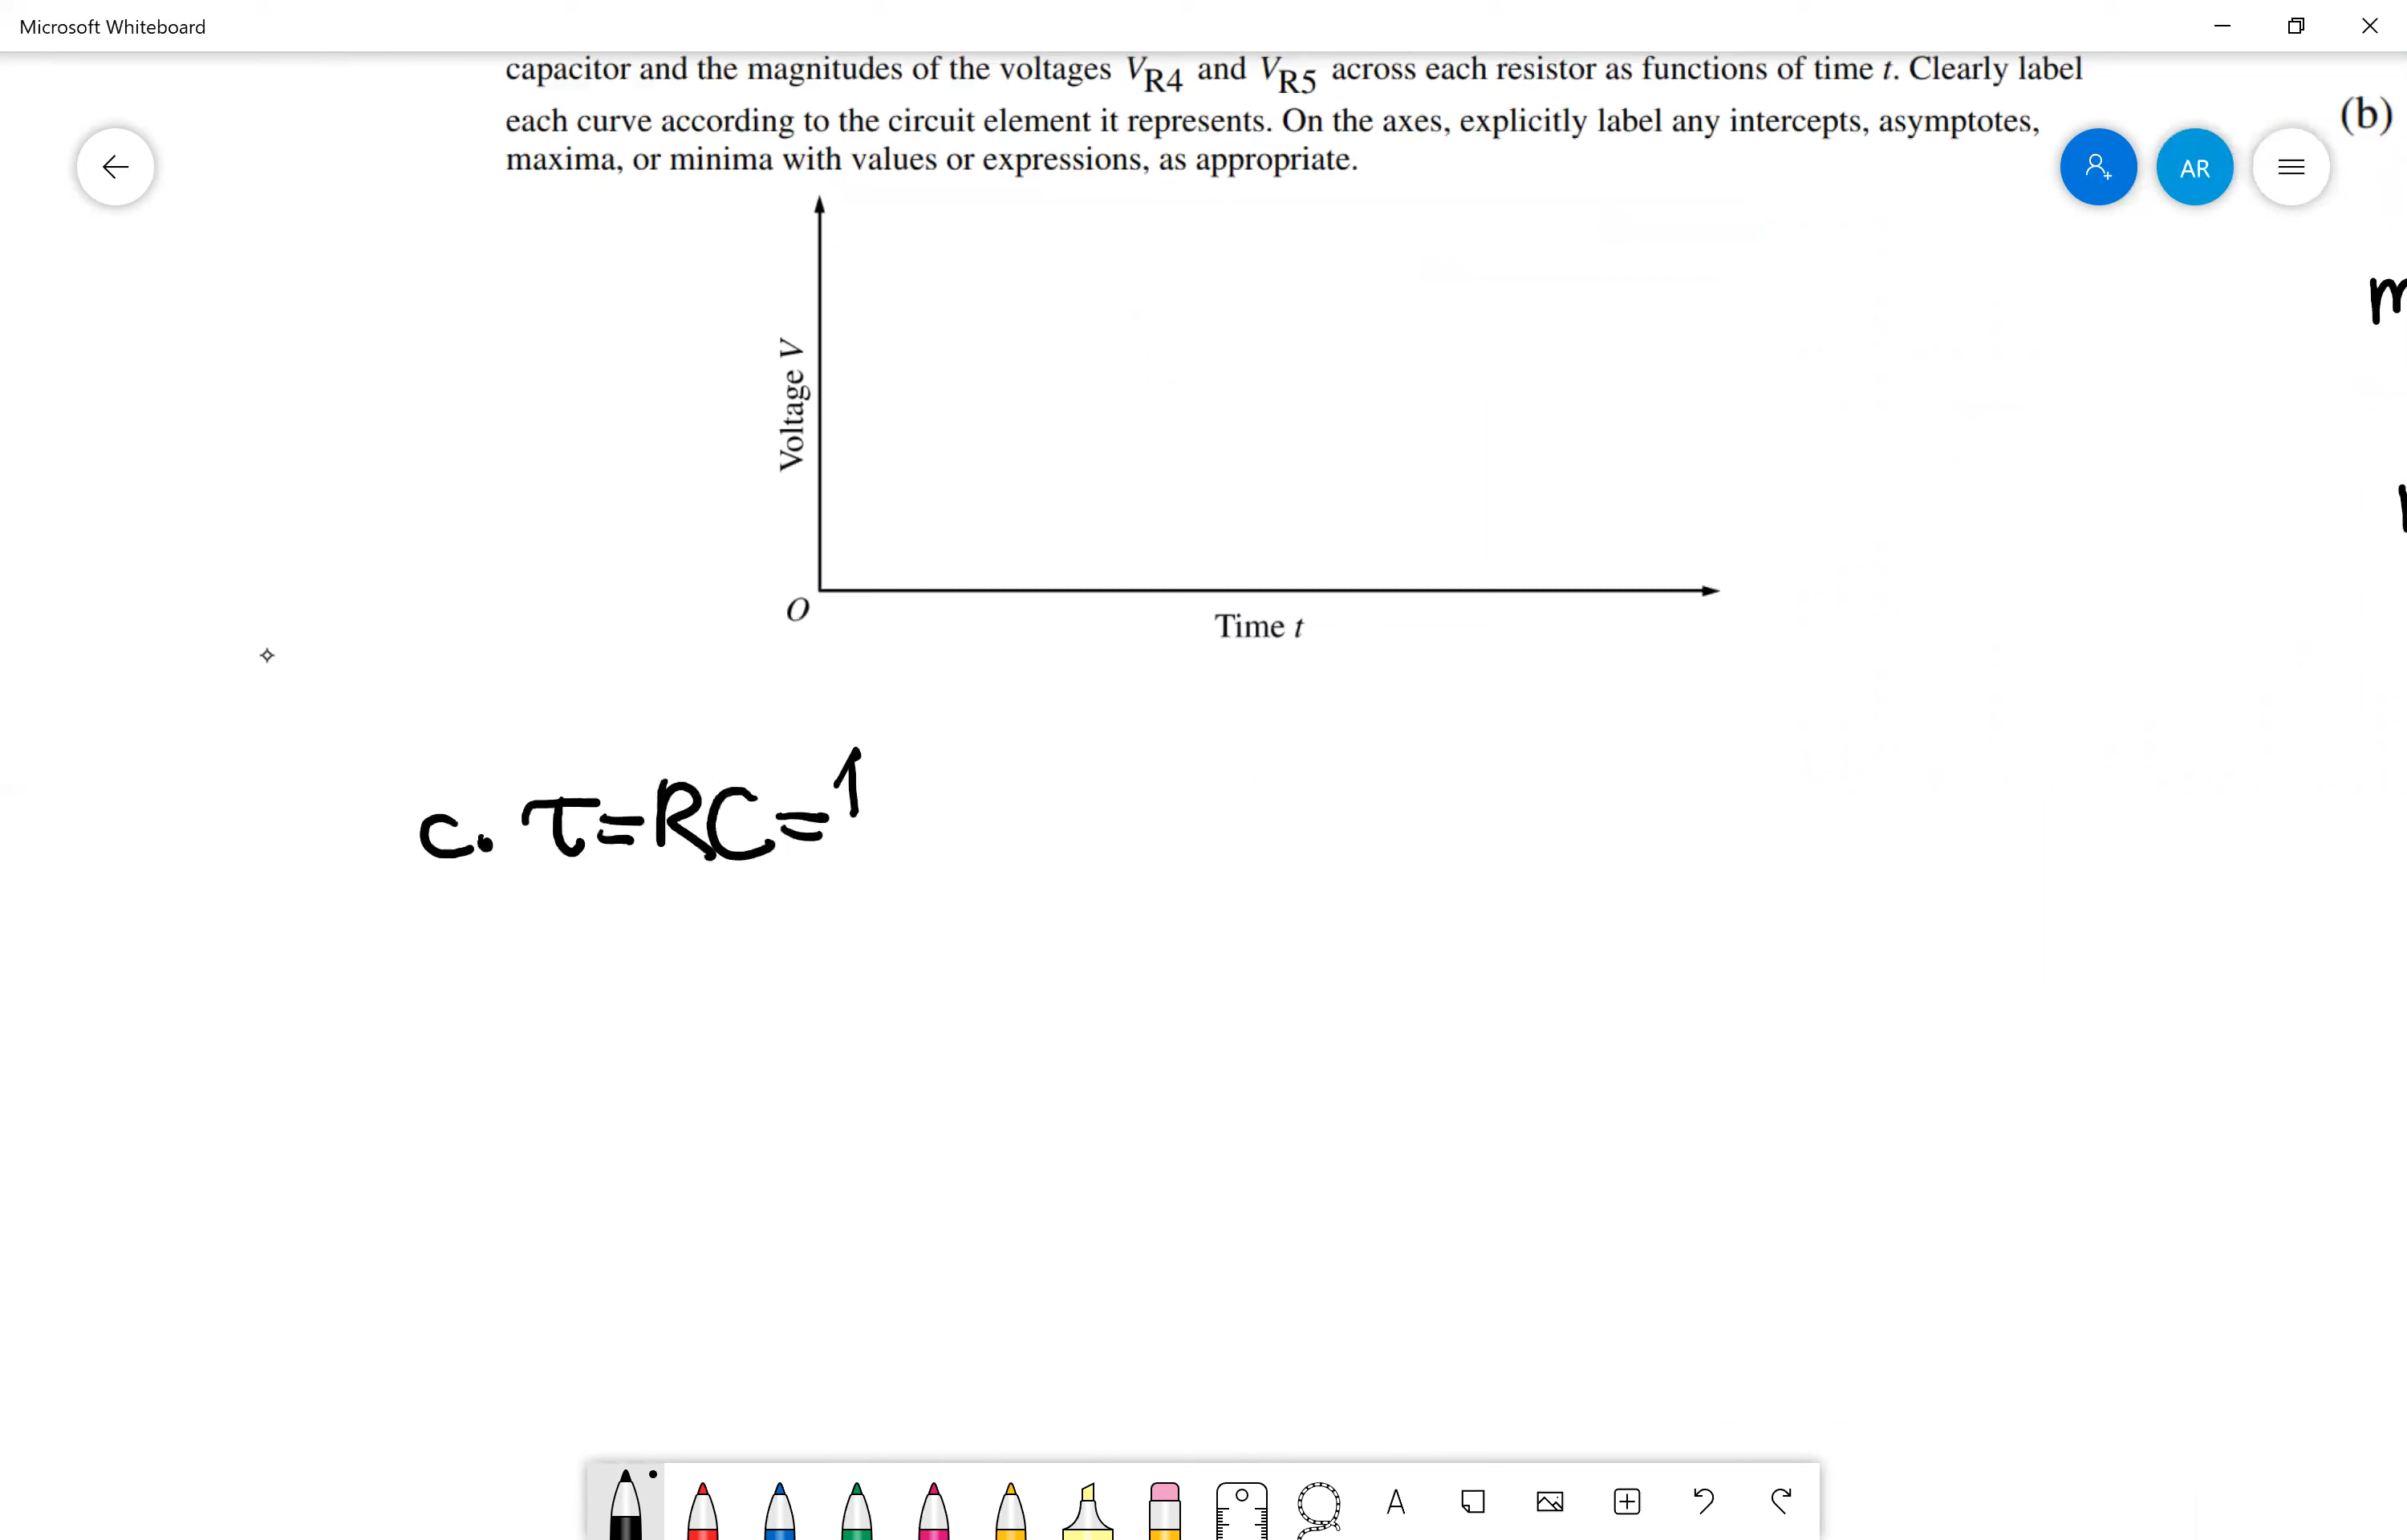 Microsoft Whiteboard
capacitor and the magnitudes of the voltages VR4 and VR5 across each resistor as functions of time t. Clearly label
each curve according to the circuit element it represents. On the axes, explicitly label any intercepts, asymptotes,
maxima, or minima with values or expressions, as appropriate.
(b)
AR
m
Voltage V
O
Time t
c. τ=RC=1
A